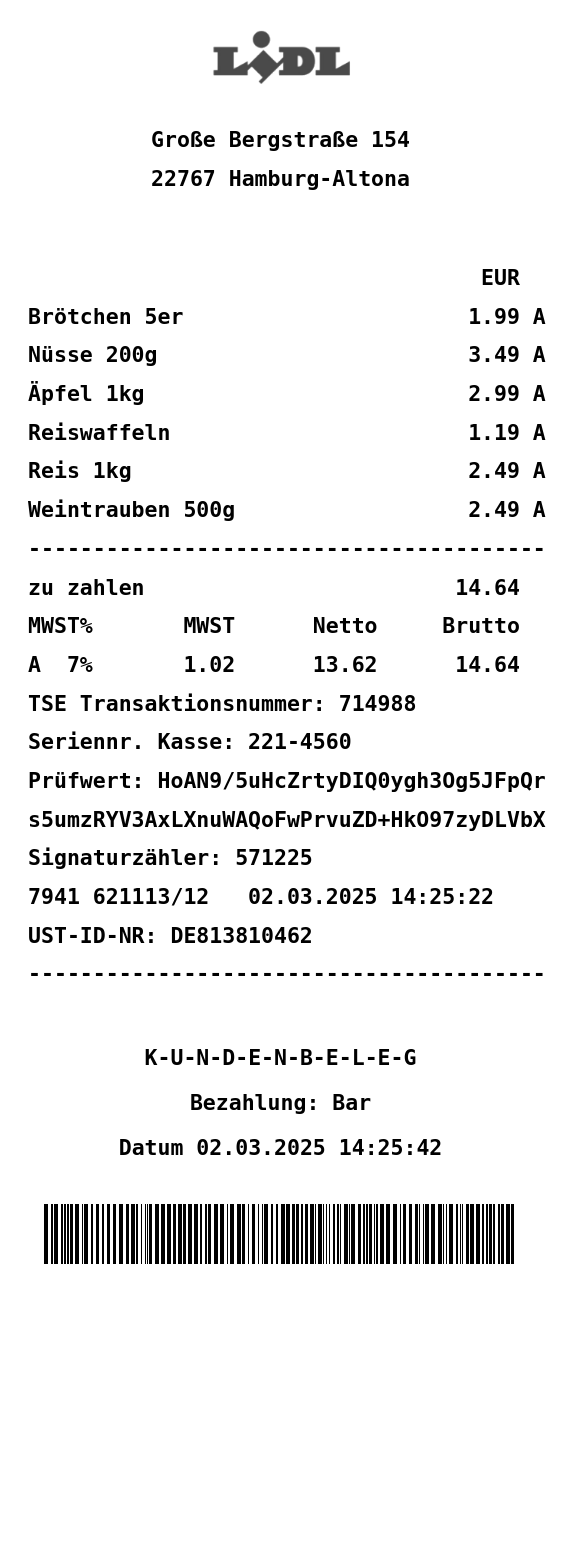 LIDL
Große Bergstraße 154
22767 Hamburg-Altona
EUR
Brötchen 5er 1.99 A
Nüsse 200g 3.49 A
Äpfel 1kg 2.99 A
Reiswaffeln 1.19 A
Reis 1kg 2.49 A
Weintrauben 500g 2.49 A
----------------------------------------
zu zahlen 14.64
MWST% MWST Netto Brutto
A 7% 1.02 13.62 14.64
TSE Transaktionsnummer: 714988
Seriennr. Kasse: 221-4560
Prüfwert: HoAN9/5uHcZrtyDIQ0ygh3Og5JFpQr
s5umzRYV3AxLXnuWAQoFwPrvuZD+HkO97zyDLVbX
Signaturzähler: 571225
7941 621113/12 02.03.2025 14:25:22
UST-ID-NR: DE813810462
----------------------------------------
K-U-N-D-E-N-B-E-L-E-G
Bezahlung: Bar
Datum 02.03.2025 14:25:42